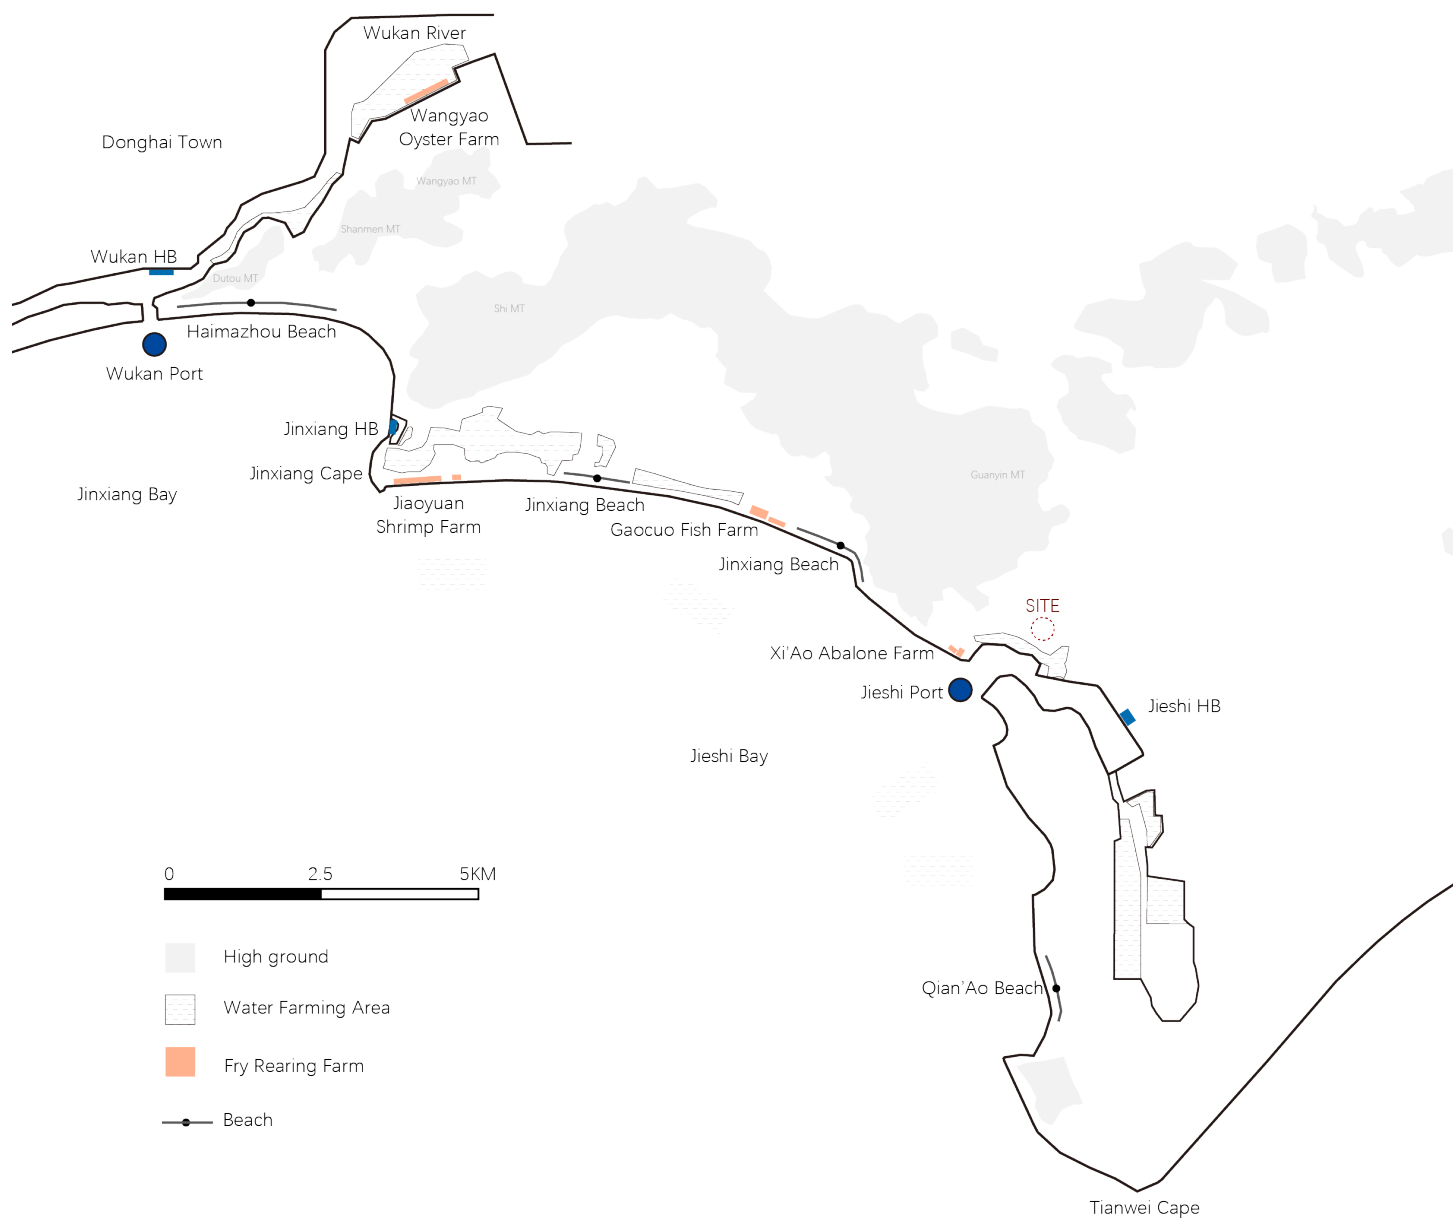 Wukan River
Wangyao
Oyster Farm
Donghai Town
Wangyao MT
Shanmen MT
Wukan HB
Dutou MT
Shi MT
Haimazhou Beach
Wukan Port
Jinxiang HB
Jinxiang Cape
Guanyin MT
Jinxiang Bay
Jiaoyuan
Shrimp Farm
Jinxiang Beach
Gaocuo Fish Farm
Jinxiang Beach
SITE
Xi'Ao Abalone Farm
Jieshi Port
Jieshi HB
Jieshi Bay
0 2.5 5KM
High ground
Qian'Ao Beach
Water Farming Area
Fry Rearing Farm
Beach
Tianwei Cape